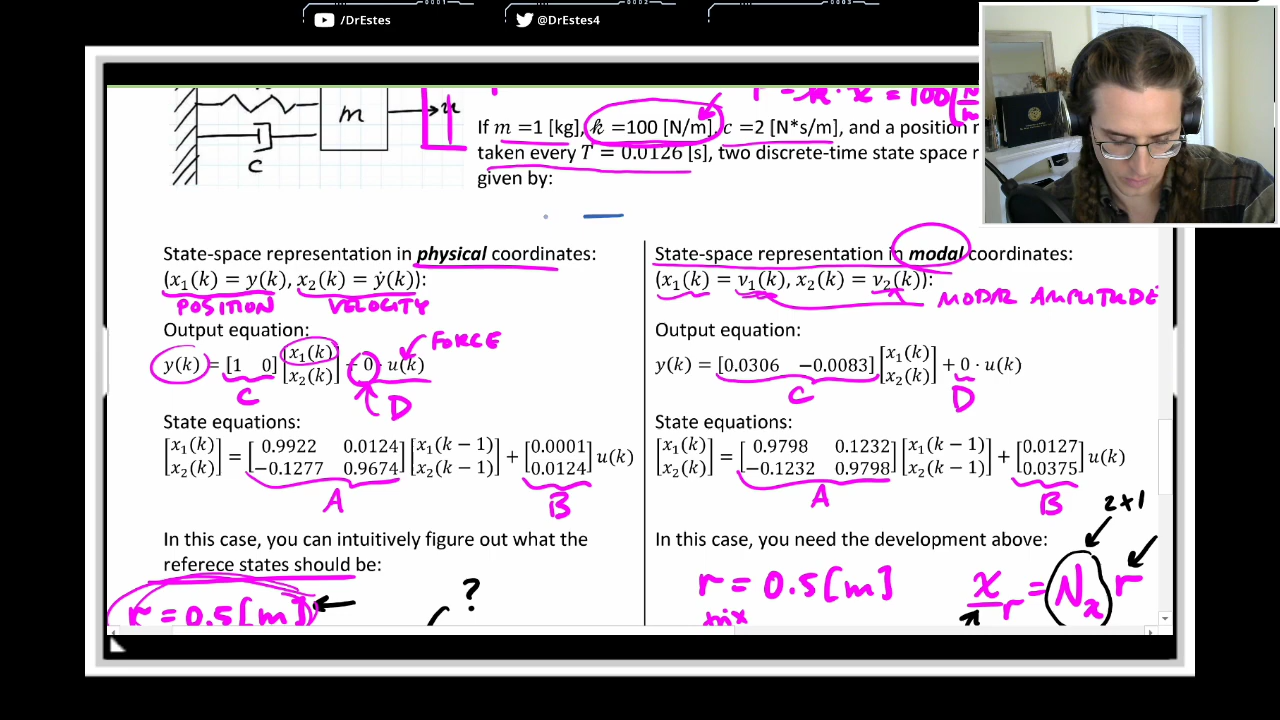 0001
0002
0003
/DrEstes
@DrEstes4
m
u
c
r = k · x = 100
If m =1 [kg], k =100 [N/m], c =2 [N*s/m], and a position
taken every T = 0.0126 [s], two discrete-time state space
given by:
State-space representation in physical coordinates:
(x₁(k) = y(k), x₂(k) = ẏ(k)):
POSITION VELOCITY
Output equation:
FORCE
y(k) = [1 0] [x₁(k) x₂(k)] + 0 · u(k)
C D
State equations:
[x₁(k) x₂(k)] = [0.9922 0.0124 −0.1277 0.9674] [x₁(k − 1) x₂(k − 1)] + [0.0001 0.0124] u(k)
A B
In this case, you can intuitively figure out what the
referece states should be:
r = 0.5 [m]
?
State-space representation in modal coordinates:
(x₁(k) = v₁(k), x₂(k) = v₂(k)):
MODAL AMPLITUDE
Output equation:
y(k) = [0.0306 −0.0083] [x₁(k) x₂(k)] + 0 · u(k)
C D
State equations:
[x₁(k) x₂(k)] = [0.9798 0.1232 −0.1232 0.9798] [x₁(k − 1) x₂(k − 1)] + [0.0127 0.0375] u(k)
A B
2x1
In this case, you need the development above:
r = 0.5 [m]
x_r = N_x r